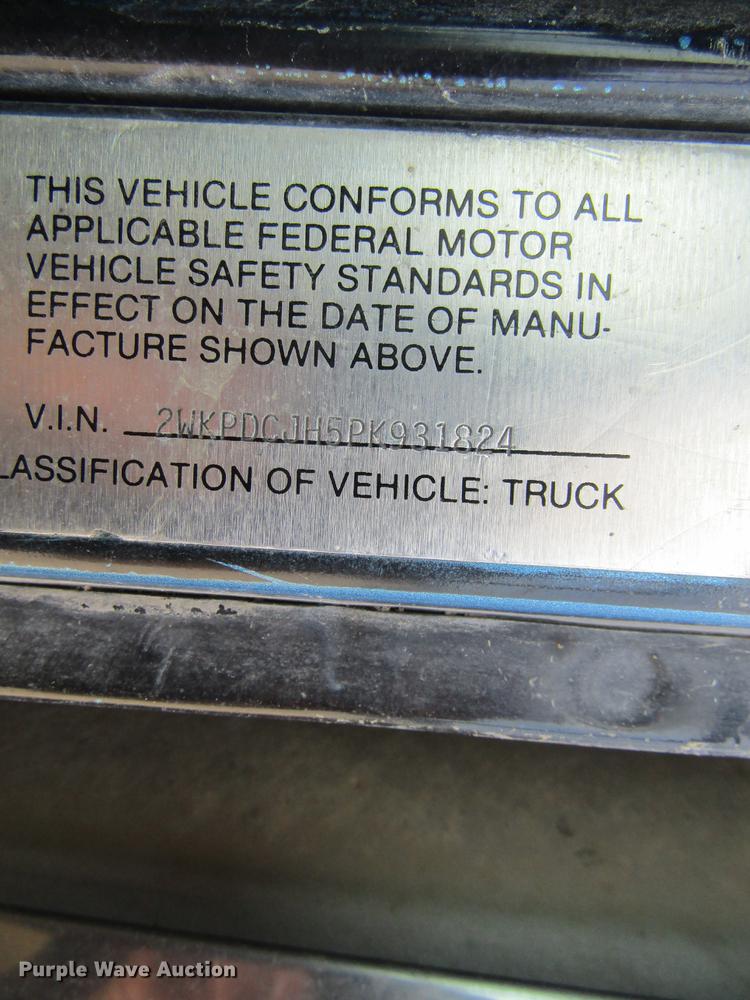 THIS VEHICLE CONFORMS TO ALL
APPLICABLE FEDERAL MOTOR
VEHICLE SAFETY STANDARDS IN
EFFECT ON THE DATE OF MANU-
FACTURE SHOWN ABOVE.
V.I.N. 2WKPDCJH5PK931824
LASSIFICATION OF VEHICLE: TRUCK
Purple Wave Auction